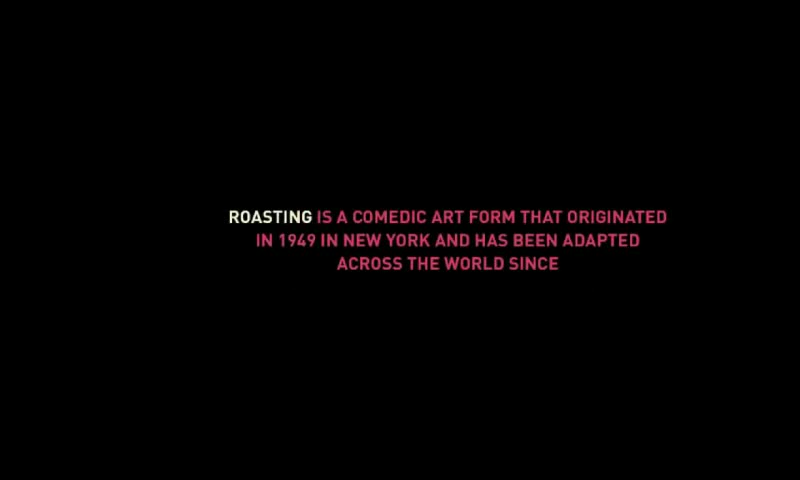 ROASTING IS A COMEDIC ART FORM THAT ORIGINATED
IN 1949 IN NEW YORK AND HAS BEEN ADAPTED
ACROSS THE WORLD SINCE